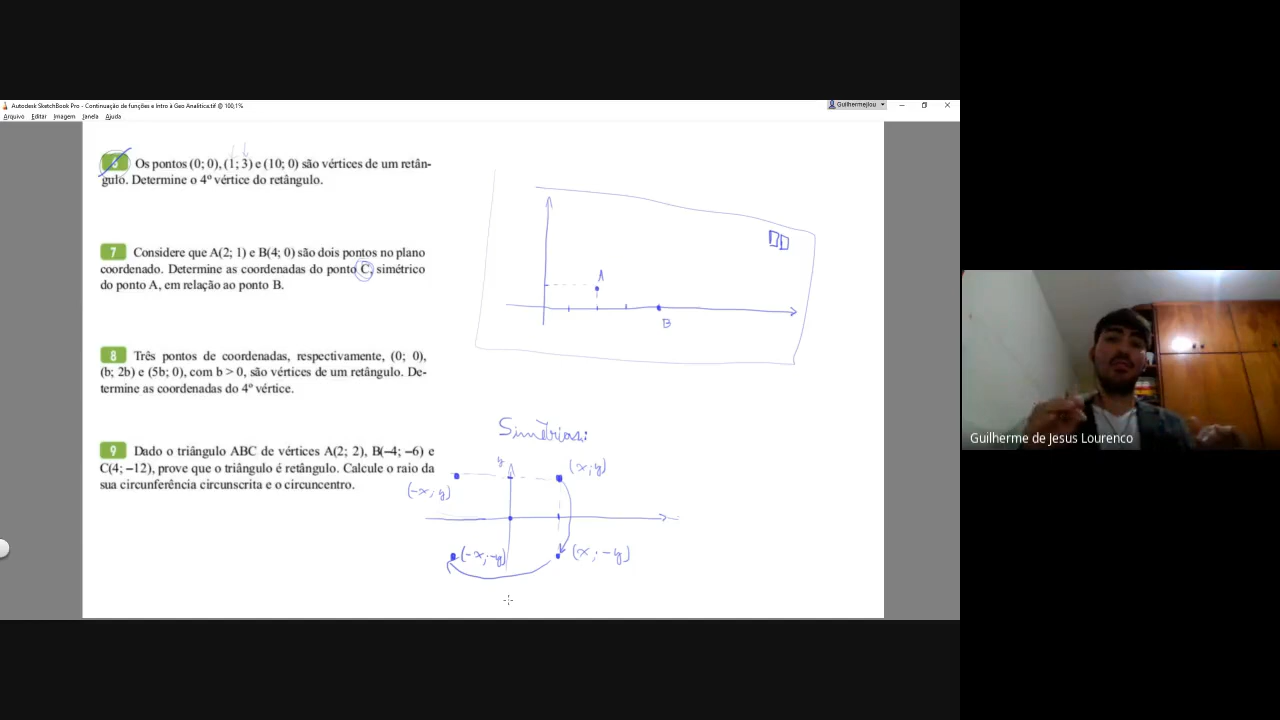 Autodesk SketchBook Pro - Continuação de funções e Intro à Geo Analítica.tif @ 100,1%
Guilhermejlou
Arquivo Editar Imagem Janela Ajuda
Os pontos (0; 0), (1; 3) e (10; 0) são vértices de um retân-
gulo. Determine o 4º vértice do retângulo.
7 Considere que A(2; 1) e B(4; 0) são dois pontos no plano
coordenado. Determine as coordenadas do ponto C, simétrico
do ponto A, em relação ao ponto B.
8 Três pontos de coordenadas, respectivamente, (0; 0),
(b; 2b) e (5b; 0), com b > 0, são vértices de um retângulo. De-
termine as coordenadas do 4º vértice.
9 Dado o triângulo ABC de vértices A(2; 2), B(–4; –6) e
C(4; –12), prove que o triângulo é retângulo. Calcule o raio da
sua circunferência circunscrita e o circuncentro.
A
B
Simetrias:
y
(x; y)
(-x; y)
(-x; -y)
(x; -y)
Guilherme de Jesus Lourenco